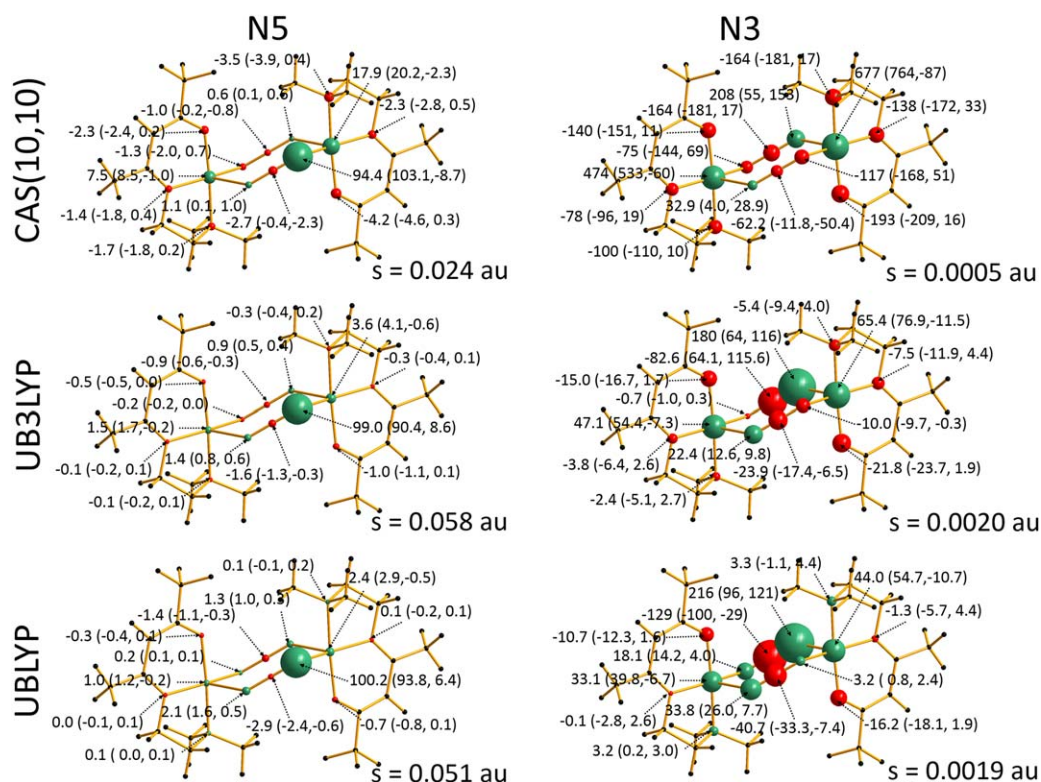 N5
N3
CAS(10,10)
-3.5 (-3.9, 0.4)
17.9 (20.2,-2.3)
0.6 (0.1, 0.6)
-1.0 (-0.2,-0.8)
-2.3 (-2.8, 0.5)
-2.3 (-2.4, 0.2)
-1.3 (-2.0, 0.7)
7.5 (8.5,-1.0)
94.4 (103.1,-8.7)
-1.4 (-1.8, 0.4)
1.1 (0.1, 1.0)
-2.7 (-0.4,-2.3)
-4.2 (-4.6, 0.3)
-1.7 (-1.8, 0.2)
s = 0.024 au
-164 (-181, 17)
677 (764,-87)
208 (55, 153)
-164 (-181, 17)
-138 (-172, 33)
-140 (-151, 11)
-75 (-144, 69)
474 (533,-60)
-117 (-168, 51)
-78 (-96, 19)
32.9 (4.0, 28.9)
-62.2 (-11.8,-50.4)
-193 (-209, 16)
-100 (-110, 10)
s = 0.0005 au
UB3LYP
-0.3 (-0.4, 0.2)
3.6 (4.1,-0.6)
0.9 (0.5, 0.4)
-0.9 (-0.6,-0.3)
-0.3 (-0.4, 0.1)
-0.5 (-0.5, 0.0)
-0.2 (-0.2, 0.0)
1.5 (1.7,-0.2)
99.0 (90.4, 8.6)
-0.1 (-0.2, 0.1)
1.4 (0.8, 0.6)
-1.6 (-1.3,-0.3)
-1.0 (-1.1, 0.1)
-0.1 (-0.2, 0.1)
s = 0.058 au
-5.4 (-9.4, 4.0)
65.4 (76.9,-11.5)
180 (64, 116)
-82.6 (64.1, 115.6)
-7.5 (-11.9, 4.4)
-15.0 (-16.7, 1.7)
-0.7 (-1.0, 0.3)
47.1 (54.4,-7.3)
-10.0 (-9.7, -0.3)
-3.8 (-6.4, 2.6)
22.4 (12.6, 9.8)
-23.9 (-17.4,-6.5)
-21.8 (-23.7, 1.9)
-2.4 (-5.1, 2.7)
s = 0.0020 au
UBLYP
0.1 (-0.1, 0.2)
2.4 (2.9,-0.5)
1.3 (1.0, 0.3)
-1.4 (-1.1,-0.3)
0.1 (-0.2, 0.1)
-0.3 (-0.4, 0.1)
0.2 (0.1, 0.1)
1.0 (1.2,-0.2)
100.2 (93.8, 6.4)
0.0 (-0.1, 0.1)
2.1 (1.6, 0.5)
-2.9 (-2.4,-0.6)
-0.7 (-0.8, 0.1)
0.1 ( 0.0, 0.1)
s = 0.051 au
3.3 (-1.1, 4.4)
44.0 (54.7,-10.7)
216 (96, 121)
-129 (-100, -29)
-1.3 (-5.7, 4.4)
-10.7 (-12.3, 1.6)
18.1 (14.2, 4.0)
33.1 (39.8,-6.7)
3.2 (0.8, 2.4)
-0.1 (-2.8, 2.6)
33.8 (26.0, 7.7)
-40.7 (-33.3,-7.4)
-16.2 (-18.1, 1.9)
3.2 (0.2, 3.0)
s = 0.0019 au